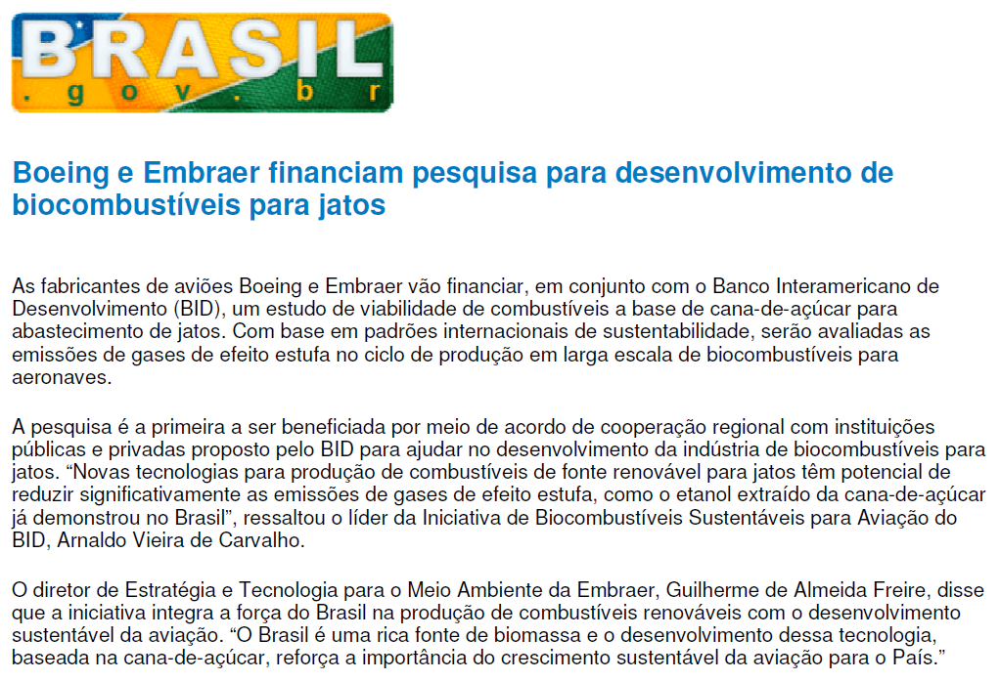 BRASIL
.gov.br
Boeing e Embraer financiam pesquisa para desenvolvimento de
biocombustíveis para jatos
As fabricantes de aviões Boeing e Embraer vão financiar, em conjunto com o Banco Interamericano de
Desenvolvimento (BID), um estudo de viabilidade de combustíveis a base de cana-de-açúcar para
abastecimento de jatos. Com base em padrões internacionais de sustentabilidade, serão avaliadas as
emissões de gases de efeito estufa no ciclo de produção em larga escala de biocombustíveis para
aeronaves.
A pesquisa é a primeira a ser beneficiada por meio de acordo de cooperação regional com instituições
públicas e privadas proposto pelo BID para ajudar no desenvolvimento da indústria de biocombustíveis para
jatos. “Novas tecnologias para produção de combustíveis de fonte renovável para jatos têm potencial de
reduzir significativamente as emissões de gases de efeito estufa, como o etanol extraído da cana-de-açúcar
já demonstrou no Brasil”, ressaltou o líder da Iniciativa de Biocombustíveis Sustentáveis para Aviação do
BID, Arnaldo Vieira de Carvalho.
O diretor de Estratégia e Tecnologia para o Meio Ambiente da Embraer, Guilherme de Almeida Freire, disse
que a iniciativa integra a força do Brasil na produção de combustíveis renováveis com o desenvolvimento
sustentável da aviação. “O Brasil é uma rica fonte de biomassa e o desenvolvimento dessa tecnologia,
baseada na cana-de-açúcar, reforça a importância do crescimento sustentável da aviação para o País.”